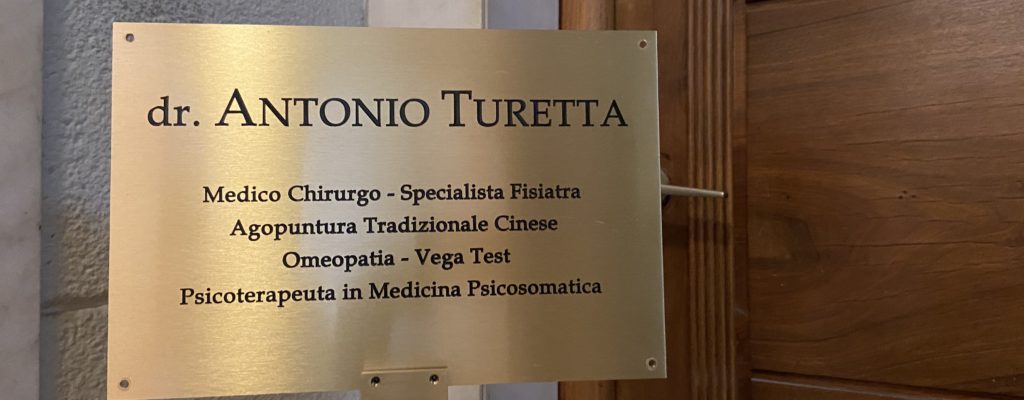 dr. ANTONIO TURETTA
Medico Chirurgo - Specialista Fisiatra
Agopuntura Tradizionale Cinese
Omeopatia - Vega Test
Psicoterapeuta in Medicina Psicosomatica